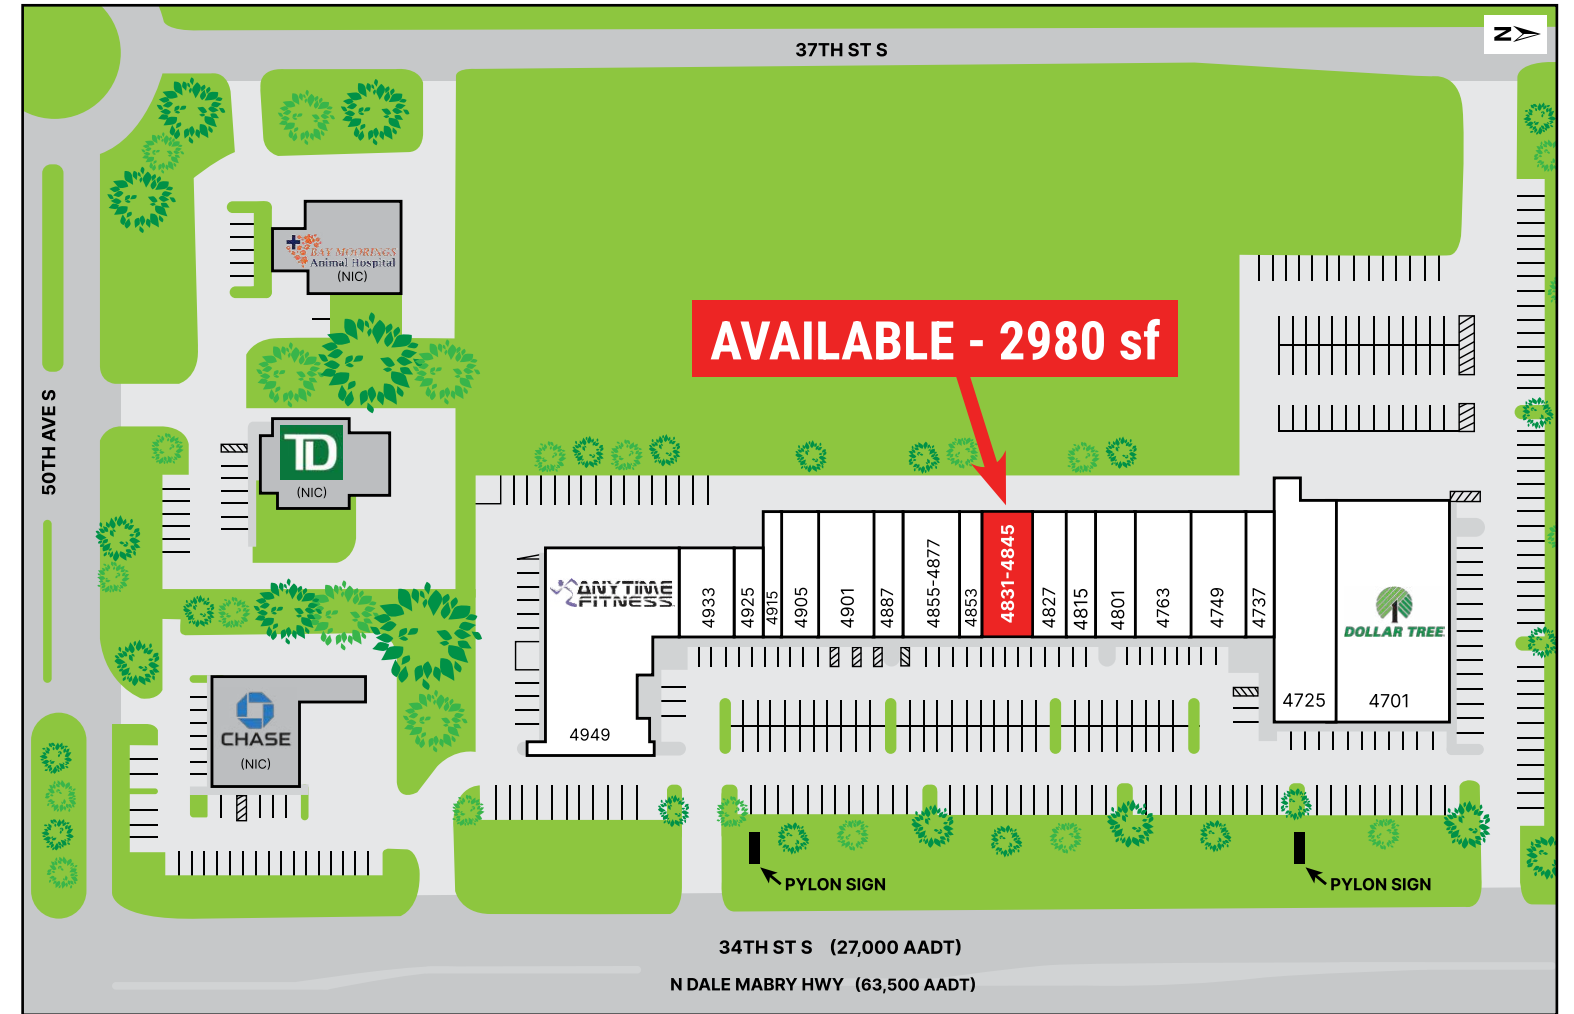 37TH ST S
N
BAY MOORINGS
Animal Hospital
(NIC)
AVAILABLE - 2980 sf
50TH AVE S
TD
(NIC)
ANYTIME
FITNESS
4933
4925
4915
4905
4901
4887
4855-4877
4853
4831-4845
4827
4815
4801
4763
4749
4737
DOLLAR TREE
4725
4701
4949
CHASE
(NIC)
PYLON SIGN
PYLON SIGN
34TH ST S (27,000 AADT)
N DALE MABRY HWY (63,500 AADT)